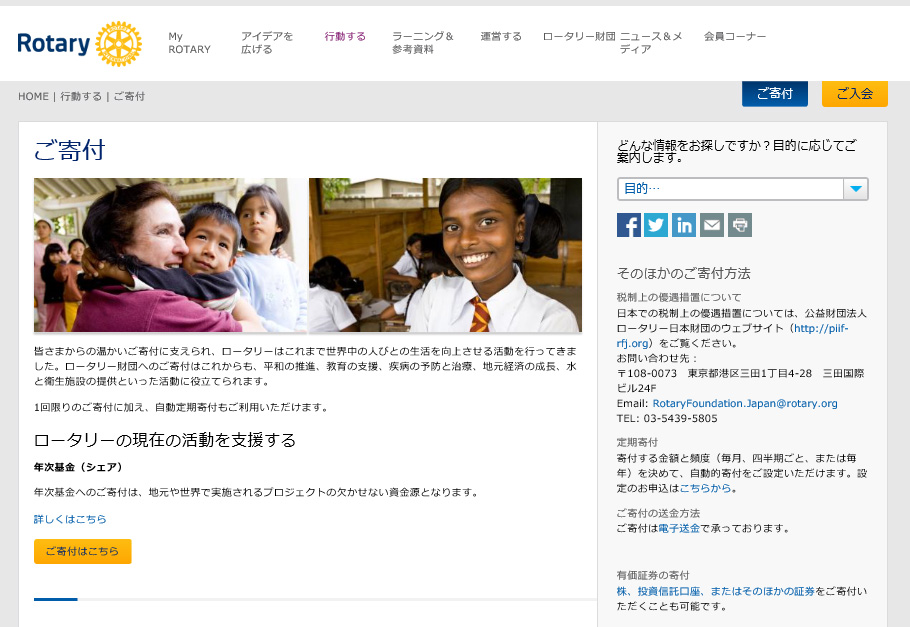 Rotary
My
ROTARY
アイデアを
広げる
行動する
ラーニング＆
参考資料
運営する
ロータリー財団
ニュース＆メ
ディア
会員コーナー
HOME | 行動する | ご寄付
ご寄付
ご入会
ご寄付
皆さまからの温かいご寄付に支えられ、ロータリーはこれまで世界中の人びとの生活を向上させる活動を行ってきま
した。ロータリー財団へのご寄付はこれからも、平和の推進、教育の支援、疾病の予防と治療、地元経済の成長、水
と衛生施設の提供といった活動に役立てられます。
1回限りのご寄付に加え、自動定期寄付もご利用いただけます。
ロータリーの現在の活動を支援する
年次基金（シェア）
年次基金へのご寄付は、地元や世界で実施されるプロジェクトの欠かせない資金源となります。
詳しくはこちら
ご寄付はこちら
どんな情報をお探しですか？目的に応じてご
案内します。
目的…
そのほかのご寄付方法
税制上の優遇措置について
日本での税制上の優遇措置については、公益財団法人
ロータリー日本財団のウェブサイト（http://piif-
rfj.org）をご覧ください。
お問い合わせ先：
〒108-0073　東京都港区三田1丁目4-28　三田国際
ビル24F
Email: RotaryFoundation.Japan@rotary.org
TEL: 03-5439-5805
定期寄付
寄付する金額と頻度（毎月、四半期ごと、または毎
年）を決めて、自動的寄付をご設定いただけます。設
定のお申込はこちらから。
ご寄付の送金方法
ご寄付は電子送金で承っております。
有価証券の寄付
株、投資信託口座、またはそのほかの証券をご寄付い
ただくことも可能です。